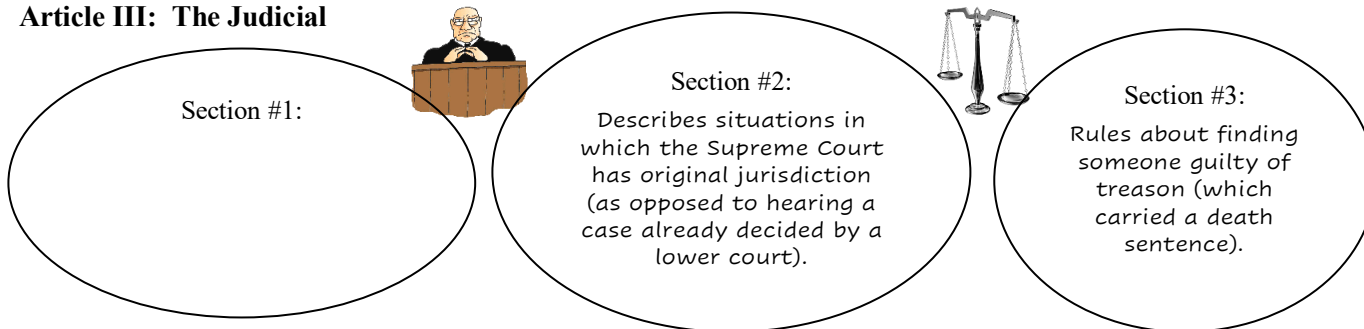 Article III: The Judicial
Section #1:
Section #2:
Describes situations in
which the Supreme Court
has original jurisdiction
(as opposed to hearing a
case already decided by a
lower court).
Section #3:
Rules about finding
someone guilty of
treason (which
carried a death
sentence).